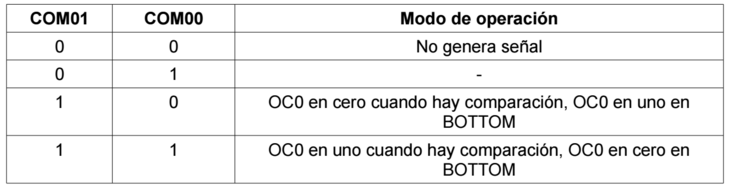 COM01 COM00 Modo de operación
0 0 No genera señal
0 1 -
1 0 OC0 en cero cuando hay comparación, OC0 en uno en
BOTTOM
1 1 OC0 en uno cuando hay comparación, OC0 en cero en
BOTTOM